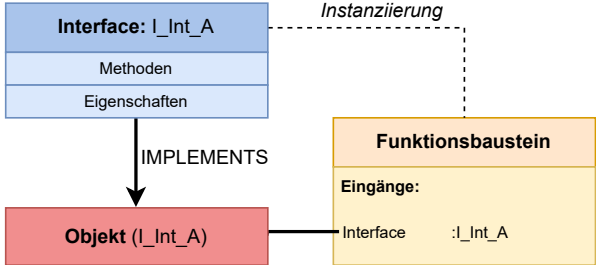 Instanziierung
Interface: I_Int_A
Methoden
Eigenschaften
IMPLEMENTS
Funktionsbaustein
Eingänge:
Interface :I_Int_A
Objekt (I_Int_A)